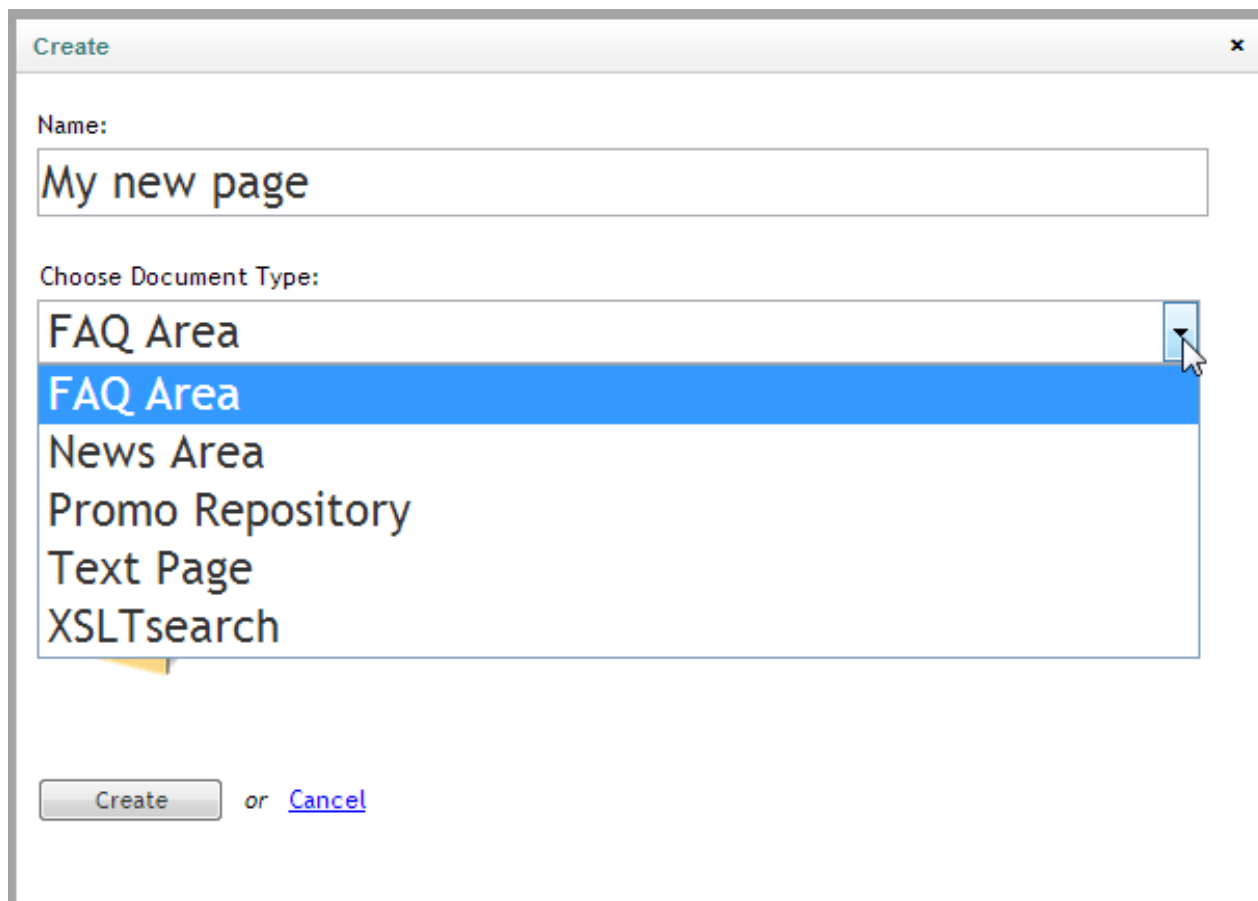 Create
Name:
My new page
Choose Document Type:
FAQ Area
FAQ Area
News Area
Promo Repository
Text Page
XSLTsearch
Create or Cancel